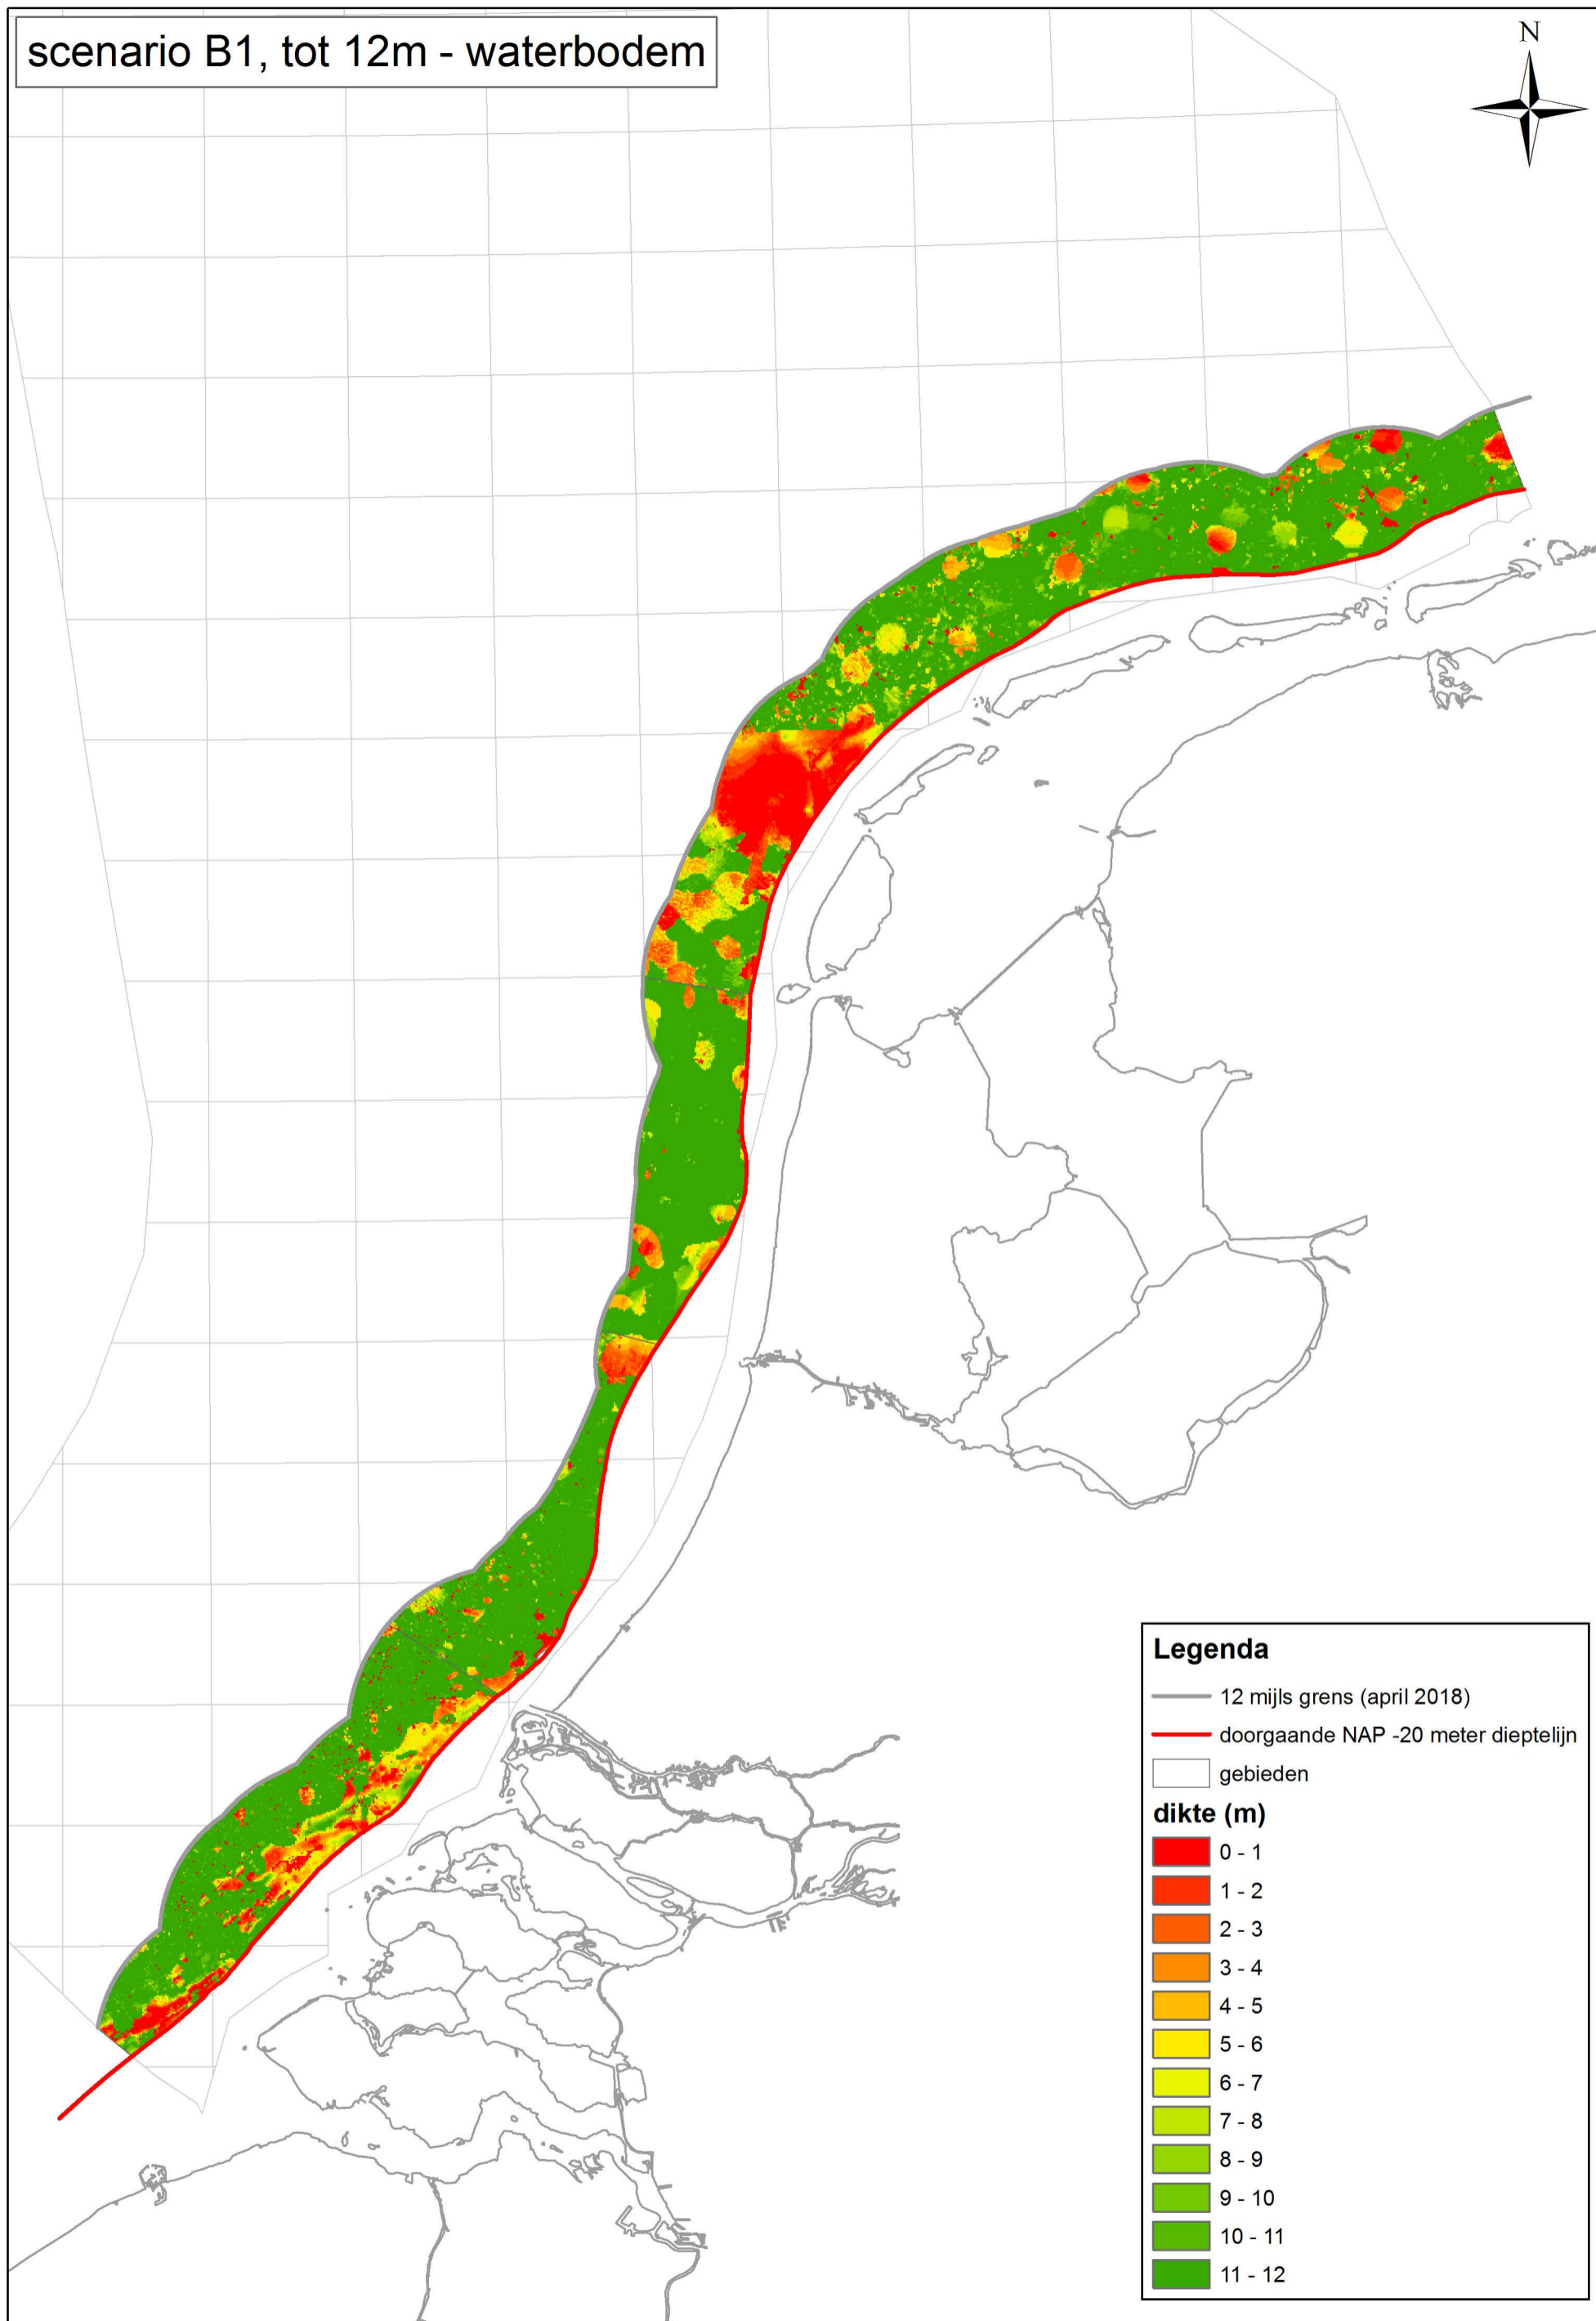 scenario B1, tot 12m - waterbodem
N
Legenda
12 mijls grens (april 2018)
doorgaande NAP -20 meter dieptelijn
gebieden
dikte (m)
0 - 1
1 - 2
2 - 3
3 - 4
4 - 5
5 - 6
6 - 7
7 - 8
8 - 9
9 - 10
10 - 11
11 - 12